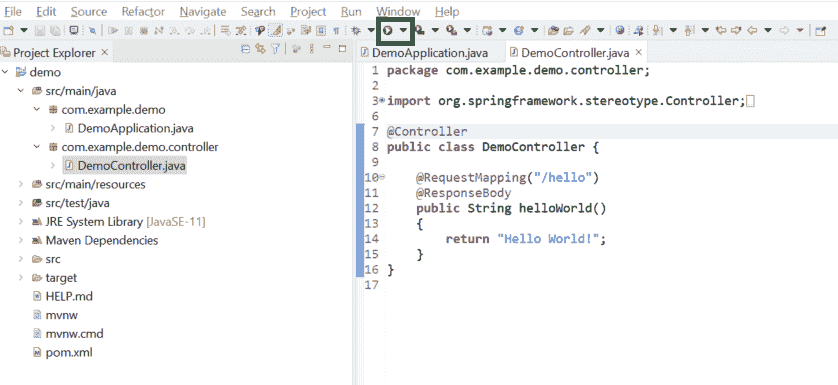 File Edit Source Refactor Navigate Search Project Run Window Help
Project Explorer
demo
src/main/java
com.example.demo
DemoApplication.java
com.example.demo.controller
DemoController.java
src/main/resources
src/test/java
JRE System Library [JavaSE-11]
Maven Dependencies
src
target
HELP.md
mvnw
mvnw.cmd
pom.xml
DemoApplication.java DemoController.java
1 package com.example.demo.controller;
2
3 import org.springframework.stereotype.Controller;
6
7 @Controller
8 public class DemoController {
9
10 @RequestMapping("/hello")
11 @ResponseBody
12 public String helloWorld()
13 {
14 return "Hello World!";
15 }
16 }
17